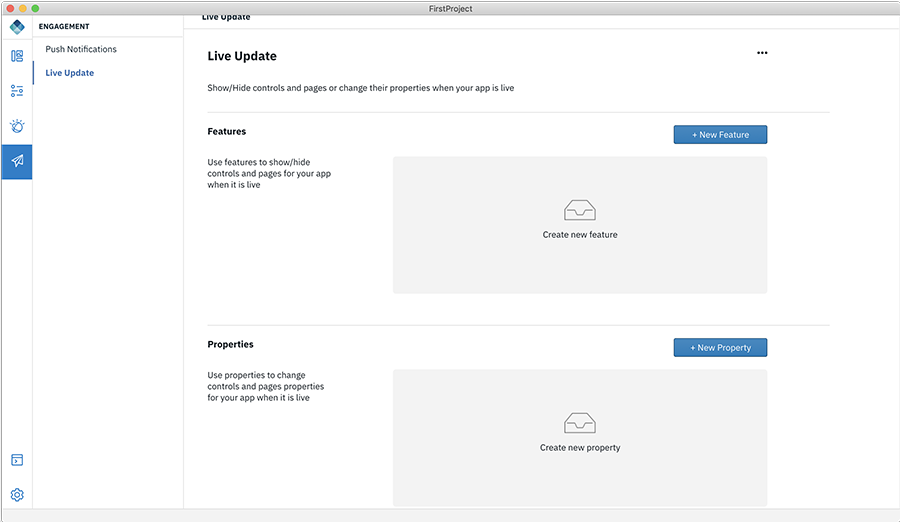 FirstProject
ENGAGEMENT
Push Notifications
Live Update
Live Update
Live Update
Show/Hide controls and pages or change their properties when your app is live
Features
+ New Feature
Use features to show/hide
controls and pages for your app
when it is live
Create new feature
Properties
+ New Property
Use properties to change
controls and pages properties
for your app when it is live
Create new property